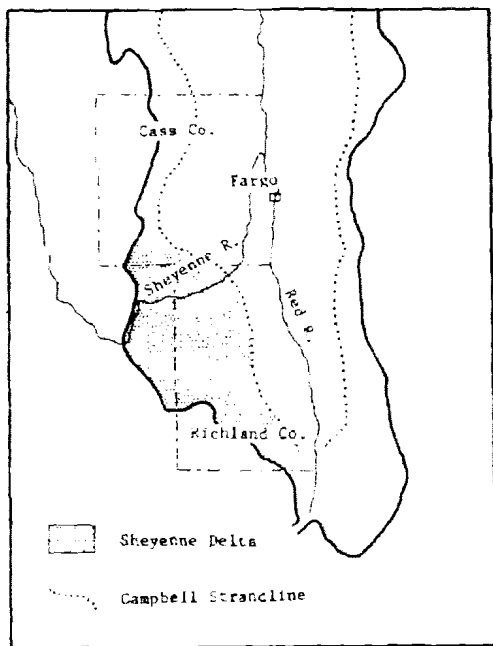 Cass Co.
Fargo
Sheyenne R.
Red R.
Richland Co.
Sheyenne Delta
Campbell Strandline